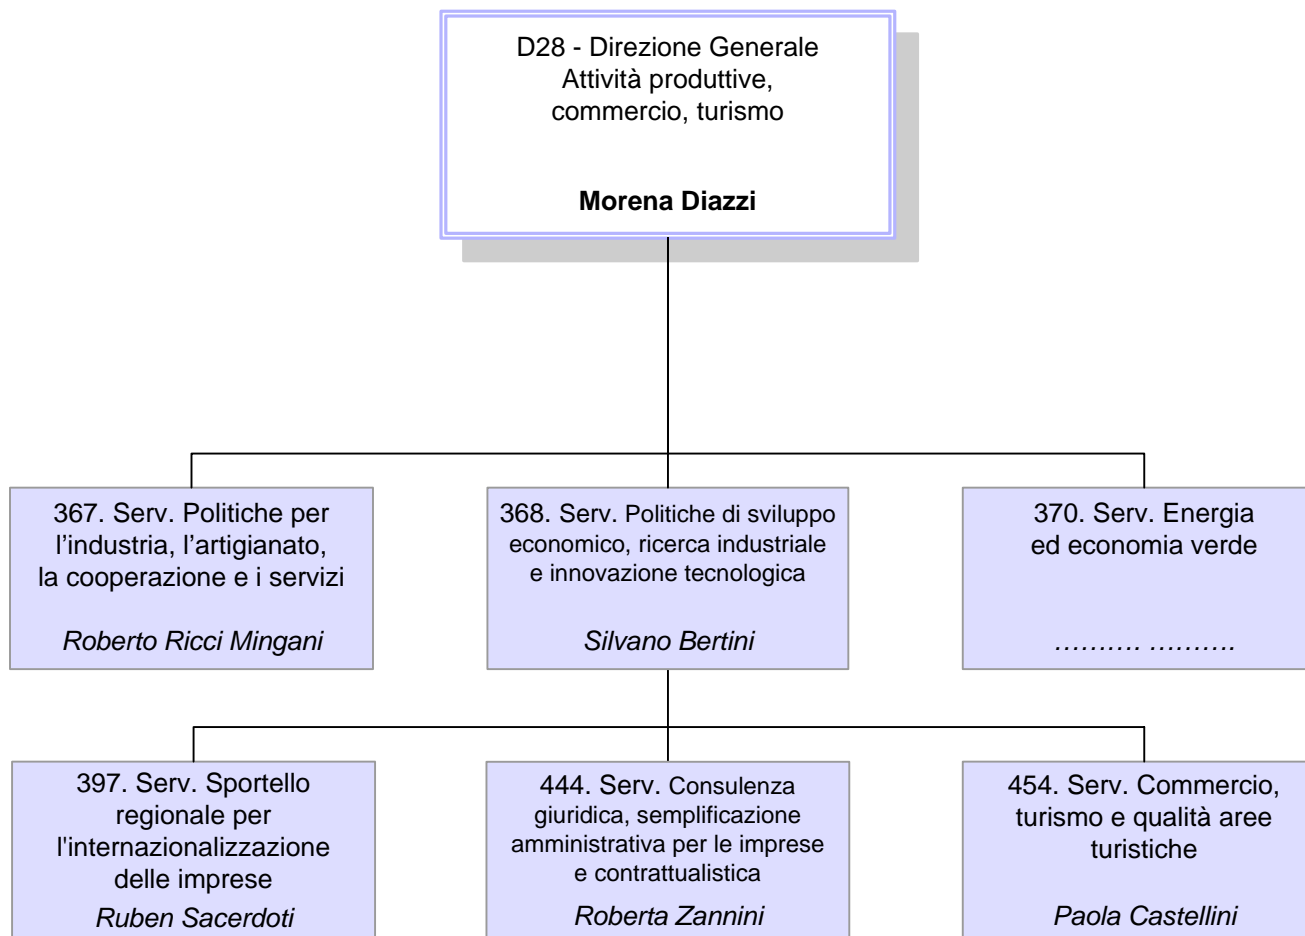 D28 - Direzione Generale
Attività produttive,
commercio, turismo
Morena Diazzi
367. Serv. Politiche per
l’industria, l’artigianato,
la cooperazione e i servizi
Roberto Ricci Mingani
368. Serv. Politiche di sviluppo
economico, ricerca industriale
e innovazione tecnologica
Silvano Bertini
370. Serv. Energia
ed economia verde
………. ……….
397. Serv. Sportello
regionale per
l'internazionalizzazione
delle imprese
Ruben Sacerdoti
444. Serv. Consulenza
giuridica, semplificazione
amministrativa per le imprese
e contrattualistica
Roberta Zannini
454. Serv. Commercio,
turismo e qualità aree
turistiche
Paola Castellini